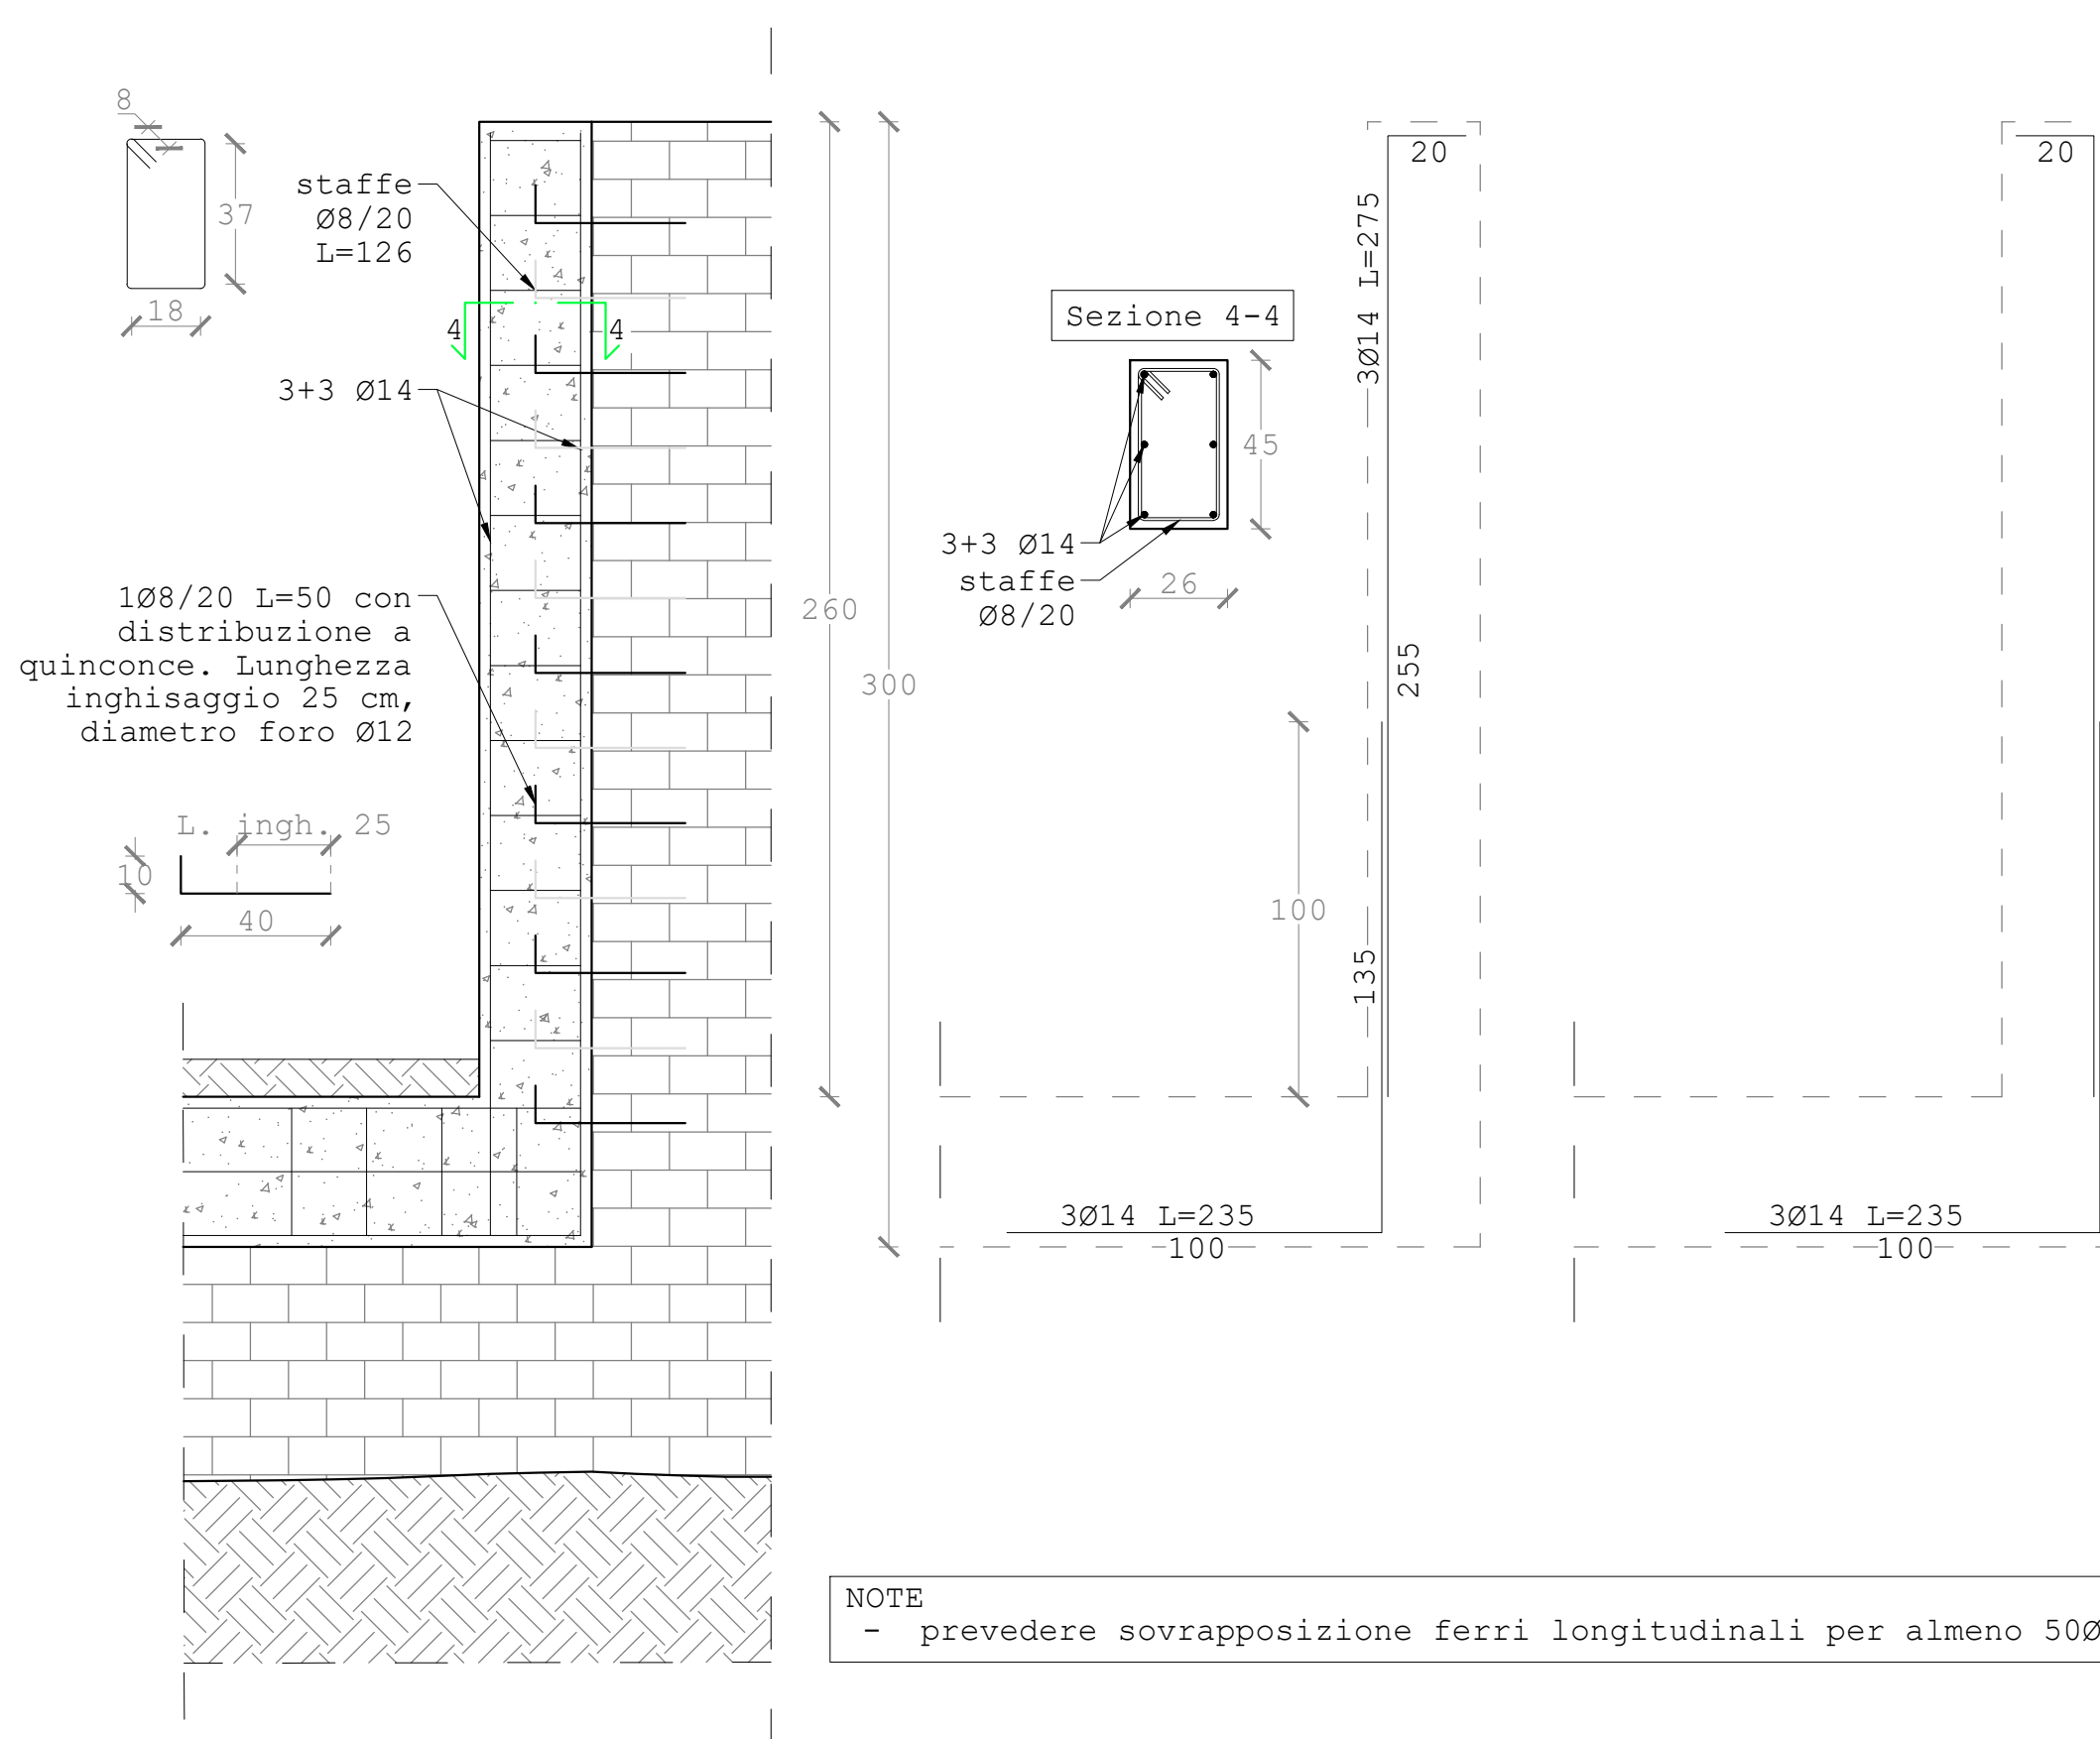 8
37
18
staffe
Ø8/20
L=126
4
4
3+3 Ø14
1Ø8/20 L=50 con
distribuzione a
quinconce. Lunghezza
inghisaggio 25 cm,
diametro foro Ø12
L. ingh. 25
10
40
260
300
Sezione 4-4
45
26
3+3 Ø14
staffe
Ø8/20
20
3Ø14 L=275
255
100
135
3Ø14 L=235
100
20
3Ø14 L=235
100
NOTE
- prevedere sovrapposizione ferri longitudinali per almeno 50Ø